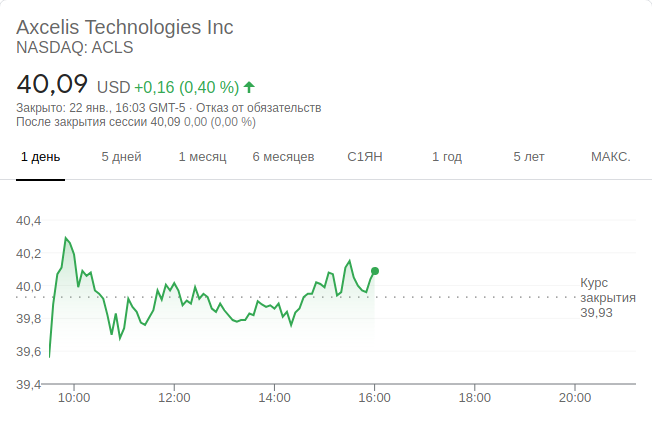 Axcelis Technologies Inc
NASDAQ: ACLS
40,09 USD +0,16 (0,40 %)
Закрыто: 22 янв., 16:03 GMT-5 · Отказ от обязательств
После закрытия сессии 40,09 0,00 (0,00 %)
1 день 5 дней 1 месяц 6 месяцев С1ЯН 1 год 5 лет МАКС.
40,4
40,2
40,0
39,8
39,6
39,4
Курс
закрытия
39,93
10:00 12:00 14:00 16:00 18:00 20:00